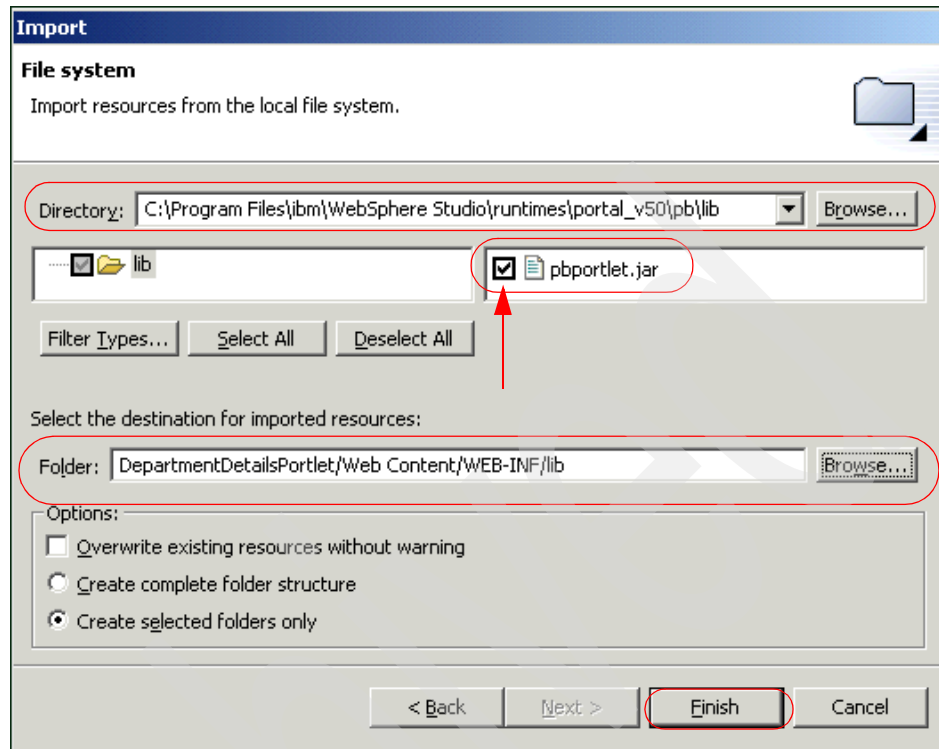 Import
File system
Import resources from the local file system.
Directory: C:\Program Files\ibm\WebSphere Studio\runtimes\portal_v50\pb\lib Browse...
lib pbportlet.jar
Filter Types... Select All Deselect All
Select the destination for imported resources:
Folder: DepartmentDetailsPortlet/Web Content/WEB-INF/lib Browse...
Options:
Overwrite existing resources without warning
Create complete folder structure
Create selected folders only
< Back Next > Finish Cancel